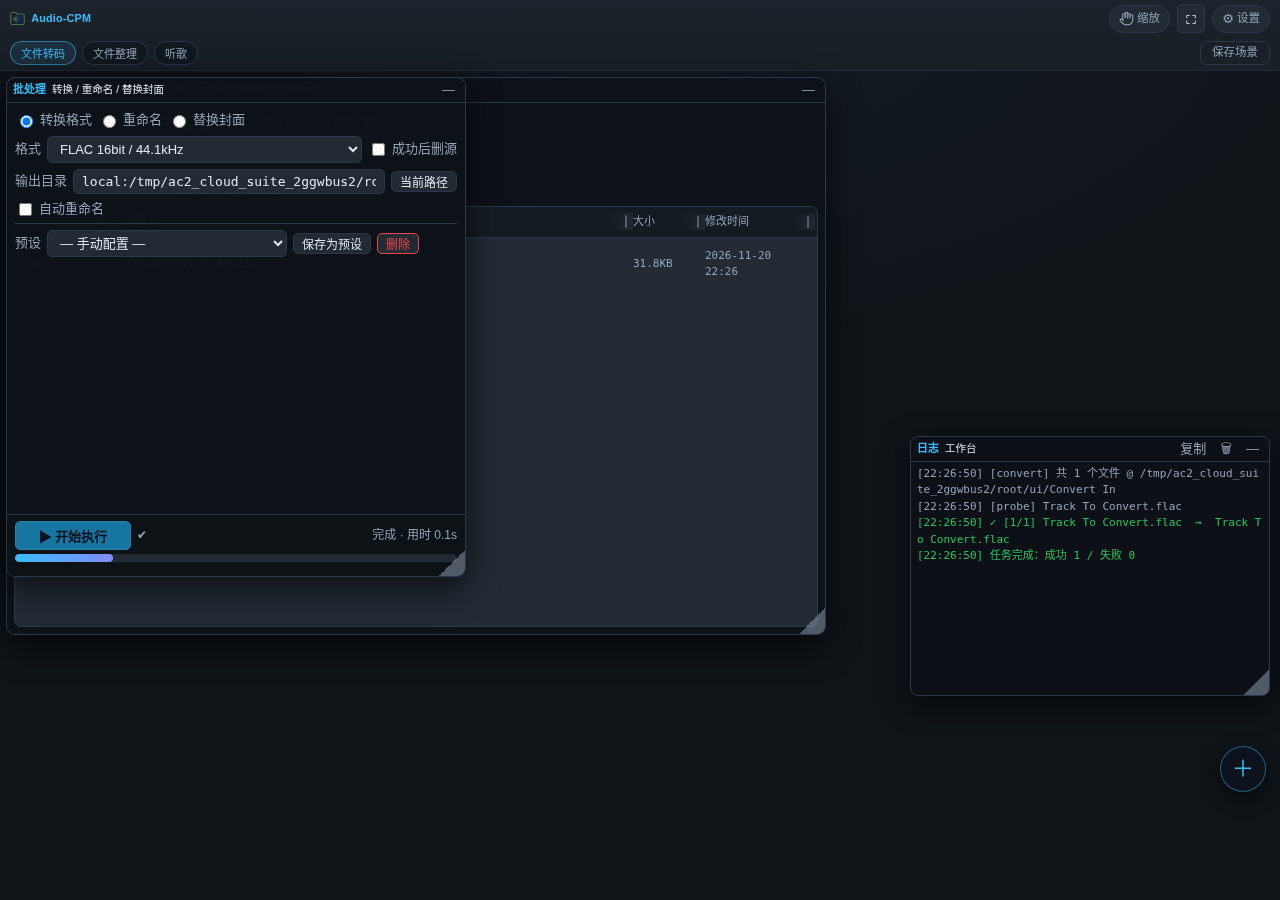 Audio-CPM
缩放
设置
文件转码
文件整理
听歌
保存场景
批处理 转换 / 重命名 / 替换封面
转换格式 重命名 替换封面
格式 FLAC 16bit / 44.1kHz 成功后删源
输出目录 local:/tmp/ac2_cloud_suite_2ggwbus2/rc 当前路径
自动重命名
预设 — 手动配置 — 保存为预设 删除
大小 修改时间
31.8KB
2026-11-20
22:26
▶ 开始执行 ✔ 完成 · 用时 0.1s
日志 工作台 复制
[22:26:50] [convert] 共 1 个文件 @ /tmp/ac2_cloud_sui
te_2ggwbus2/root/ui/Convert In
[22:26:50] [probe] Track To Convert.flac
[22:26:50] ✓ [1/1] Track To Convert.flac → Track T
o Convert.flac
[22:26:50] 任务完成: 成功 1 / 失败 0